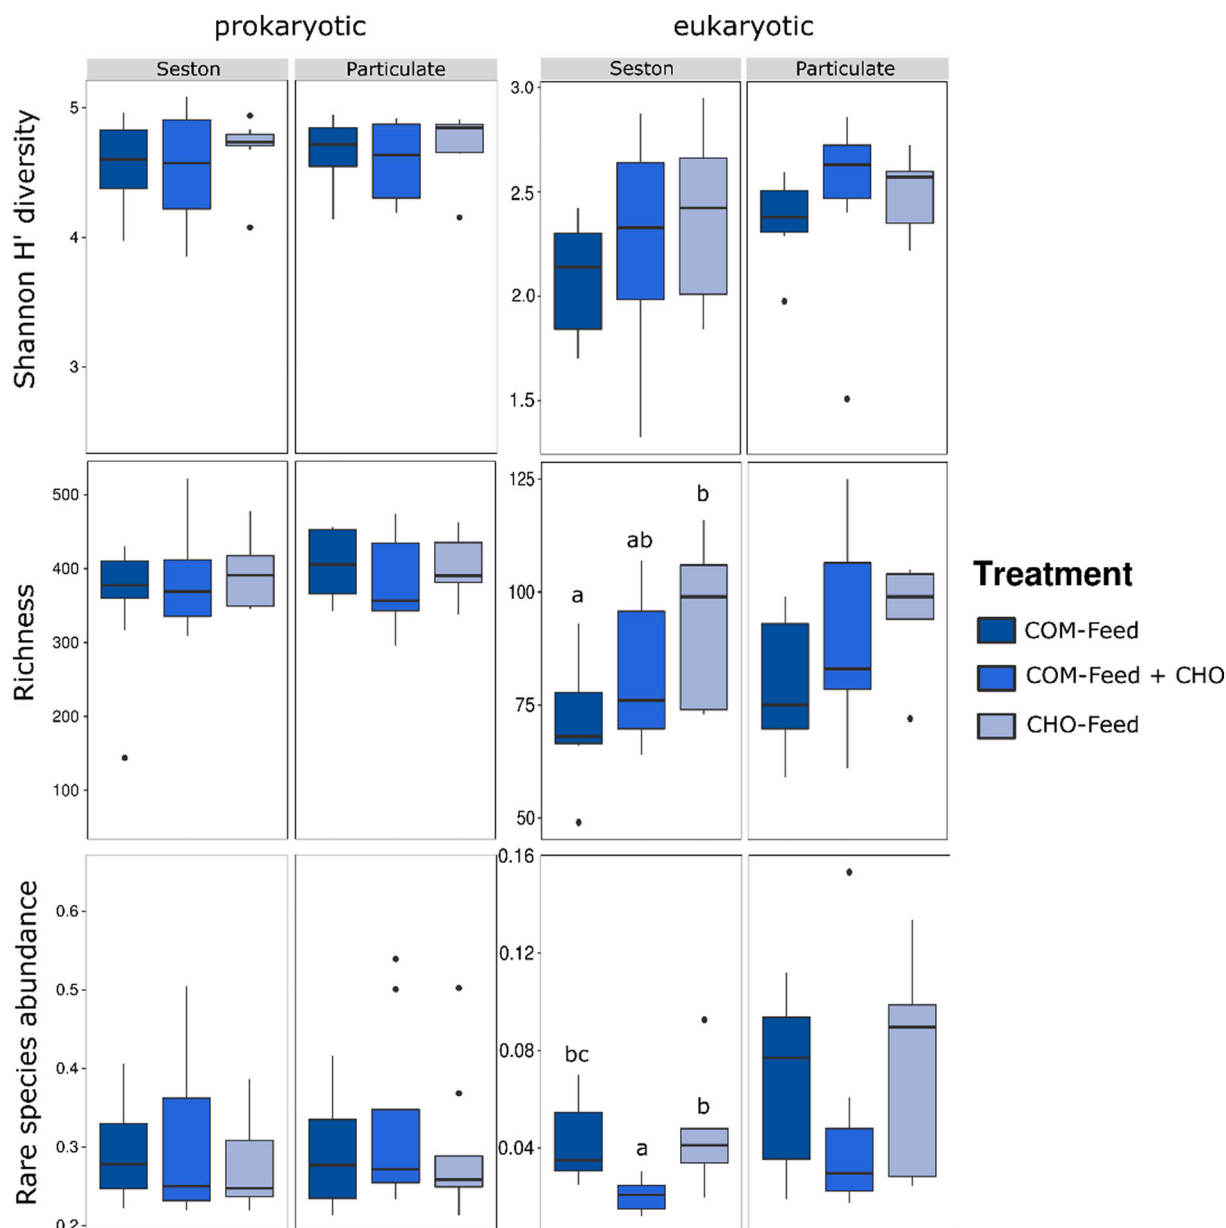 prokaryotic eukaryotic
Seston Particulate Seston Particulate
Shannon H' diversity
5
4
3
3.0
2.5
2.0
1.5
Richness
500
400
300
200
100
125
100
75
50
a
ab
b
Treatment
COM-Feed
COM-Feed + CHO
CHO-Feed
Rare species abundance
0.6
0.5
0.4
0.3
0.2
0.16
0.12
0.08
0.04
bc
a
b